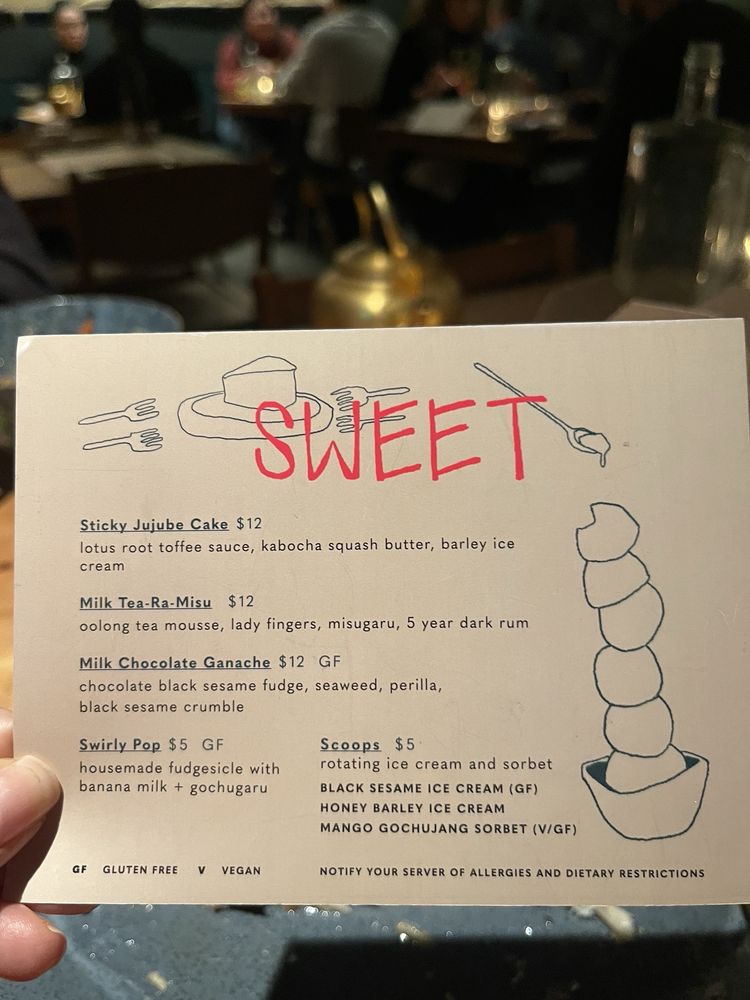 SWEET
Sticky Jujube Cake $12
lotus root toffee sauce, kabocha squash butter, barley ice
cream
Milk Tea-Ra-Misu $12
oolong tea mousse, lady fingers, misugaru, 5 year dark rum
Milk Chocolate Ganache $12 GF
chocolate black sesame fudge, seaweed, perilla,
black sesame crumble
Swirly Pop $5 GF
housemade fudgesicle with
banana milk + gochugaru
Scoops $5
rotating ice cream and sorbet
BLACK SESAME ICE CREAM (GF)
HONEY BARLEY ICE CREAM
MANGO GOCHUJANG SORBET (V/GF)
GF GLUTEN FREE V VEGAN
NOTIFY YOUR SERVER OF ALLERGIES AND DIETARY RESTRICTIONS